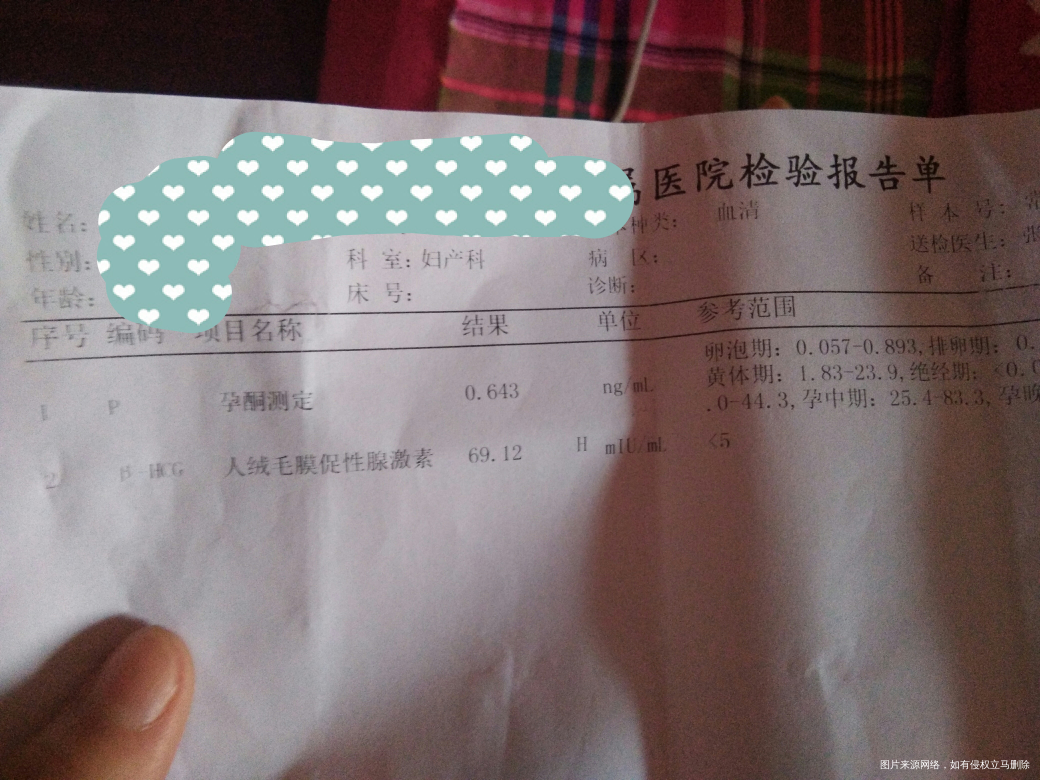 医院检验报告单
姓名: 种类: 血清 样 本 号:
性别: 科 室: 妇产科 病 区: 送检医生: 张
年龄: 床 号: 诊断: 备 注:
序号 编码 项目名称 结果 单位 参考范围
1 P 孕酮测定 0.643 ng/mL 卵泡期: 0.057-0.893,排卵期: 0.
黄体期: 1.83-23.9,绝经期: <0.0
.0-44.3,孕中期: 25.4-83.3,孕晚
2 β-HCG 人绒毛膜促性腺激素 69.12 H mIU/mL <5
图片来源网络，如有侵权立马删除